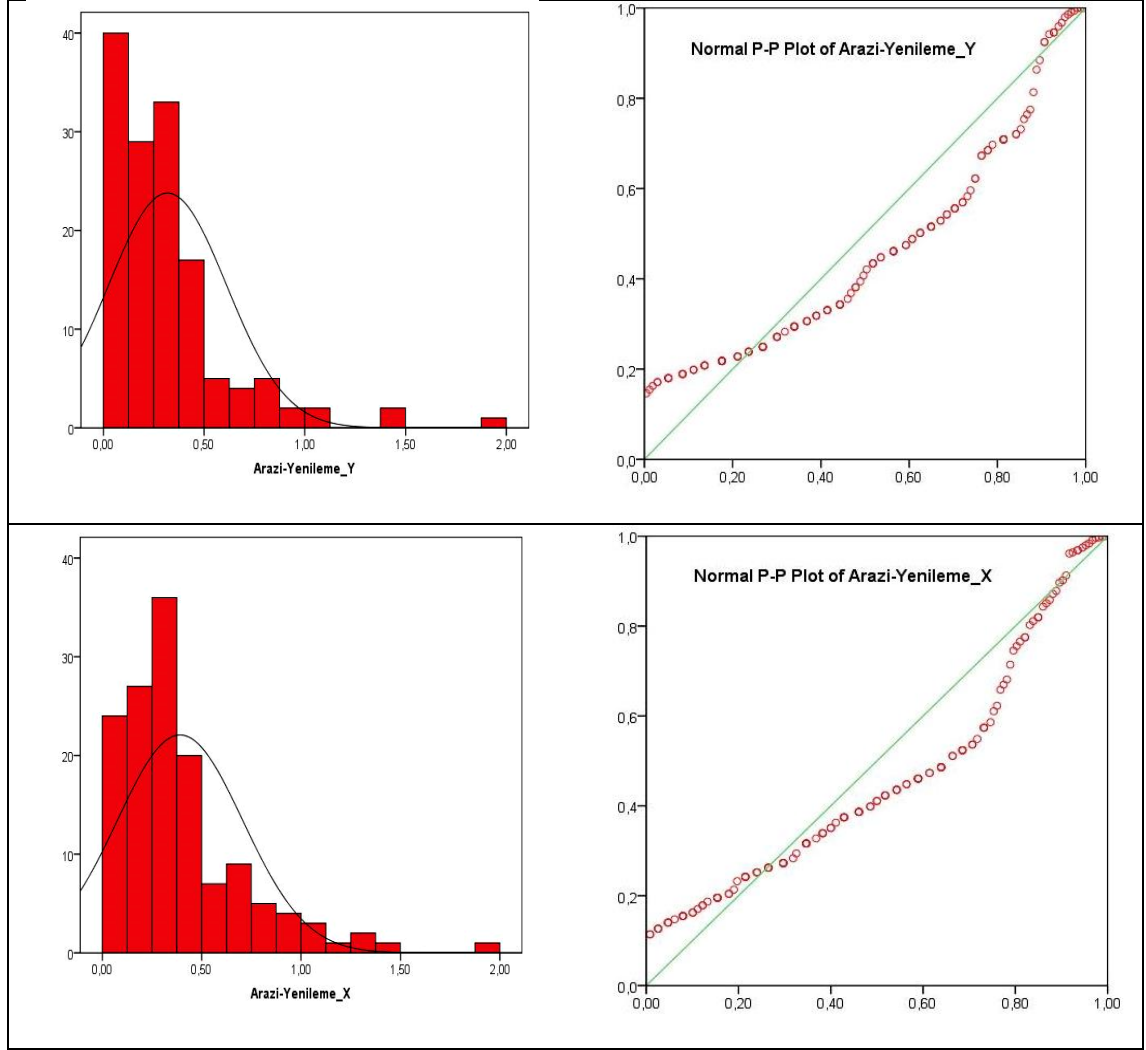 40
30
20
10
0
0,00 0,50 1,00 1,50 2,00
Arazi-Yenileme_Y
Normal P-P Plot of Arazi-Yenileme_Y
1,0
0,8
0,6
0,4
0,2
0,0
0,00 0,20 0,40 0,60 0,80 1,00
40
30
20
10
0
0,00 0,50 1,00 1,50 2,00
Arazi-Yenileme_X
Normal P-P Plot of Arazi-Yenileme_X
1,0
0,8
0,6
0,4
0,2
0,0
0,00 0,20 0,40 0,60 0,80 1,00